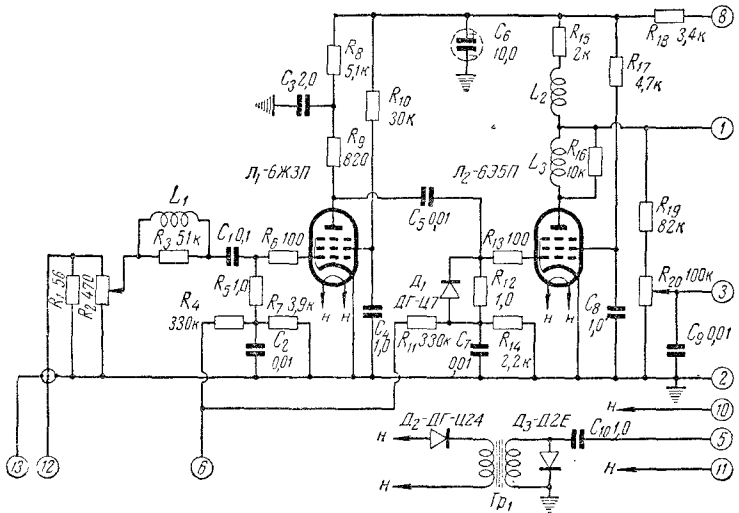 C6
10,0
R15
2к
R18
3,4к
8
R8
5,1к
C3 2,0
R10
30к
L2
R17
4,7к
1
R9
820
Л1-6Ж3П
Л2-6Э5П
L3
R16
10к
L1
R3 51к
C1 0,1
R6 100
C5 0,01
R13 100
R19
82к
R1 56
R2 470
R5 1,0
Д1
ДГ-Ц7
R12
1,0
R20 100к
3
R4
330к
R7 3,9к
C2
0,01
н
н
C4
1,0
R11 330к
C7
0,01
R14
2,2к
н
н
C8
1,0
C9 0,01
2
13
12
6
Д2-ДГ-Ц24
Д3-Д2Е
C10 1,0
н
10
5
н
н
11
Тр1